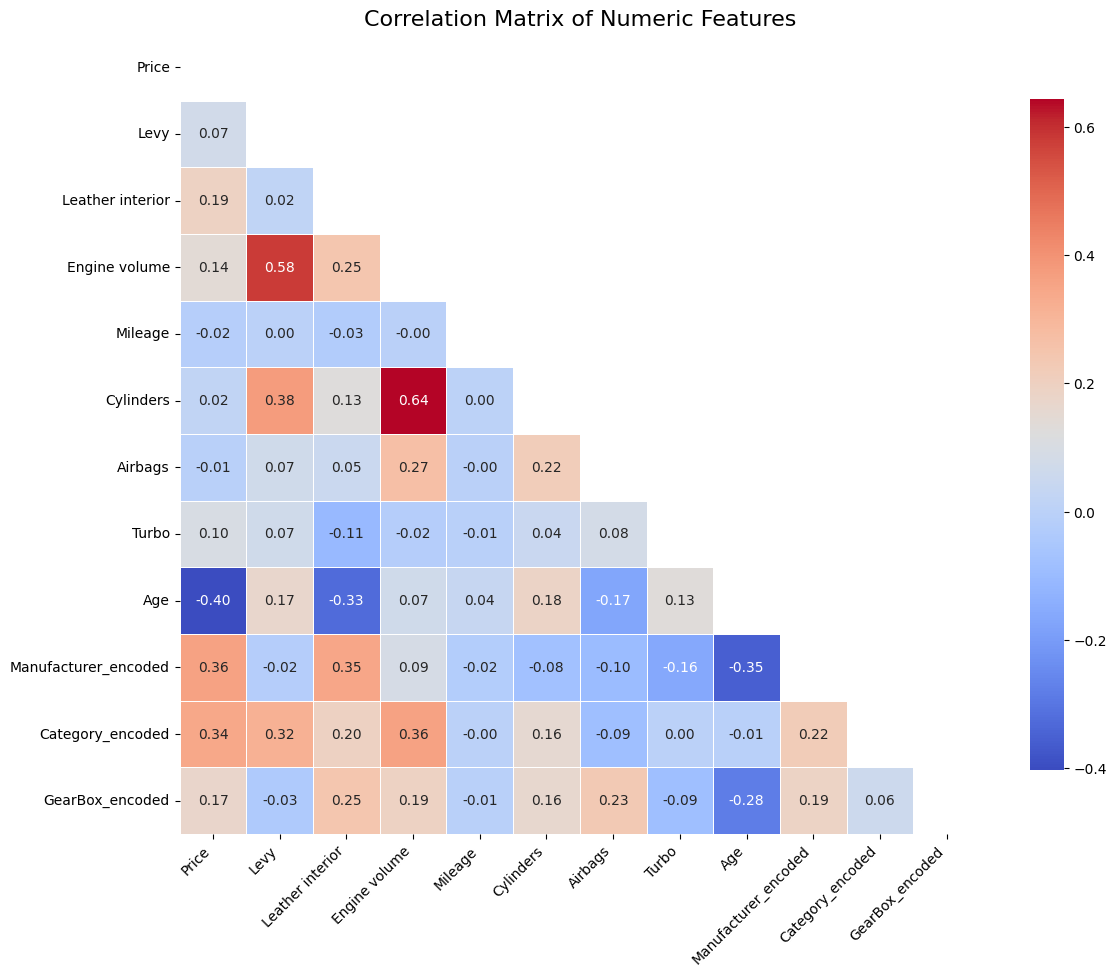 Correlation Matrix of Numeric Features
Price
Levy 0.07
Leather interior 0.19 0.02
Engine volume 0.14 0.58 0.25
Mileage -0.02 0.00 -0.03 -0.00
Cylinders 0.02 0.38 0.13 0.64 0.00
Airbags -0.01 0.07 0.05 0.27 -0.00 0.22
Turbo 0.10 0.07 -0.11 -0.02 -0.01 0.04 0.08
Age -0.40 0.17 -0.33 0.07 0.04 0.18 -0.17 0.13
Manufacturer_encoded 0.36 -0.02 0.35 0.09 -0.02 -0.08 -0.10 -0.16 -0.35
Category_encoded 0.34 0.32 0.20 0.36 -0.00 0.16 -0.09 0.00 -0.01 0.22
GearBox_encoded 0.17 -0.03 0.25 0.19 -0.01 0.16 0.23 -0.09 -0.28 0.19 0.06
Price Levy Leather interior Engine volume Mileage Cylinders Airbags Turbo Age Manufacturer_encoded Category_encoded GearBox_encoded
0.6
0.4
0.2
0.0
−0.2
−0.4